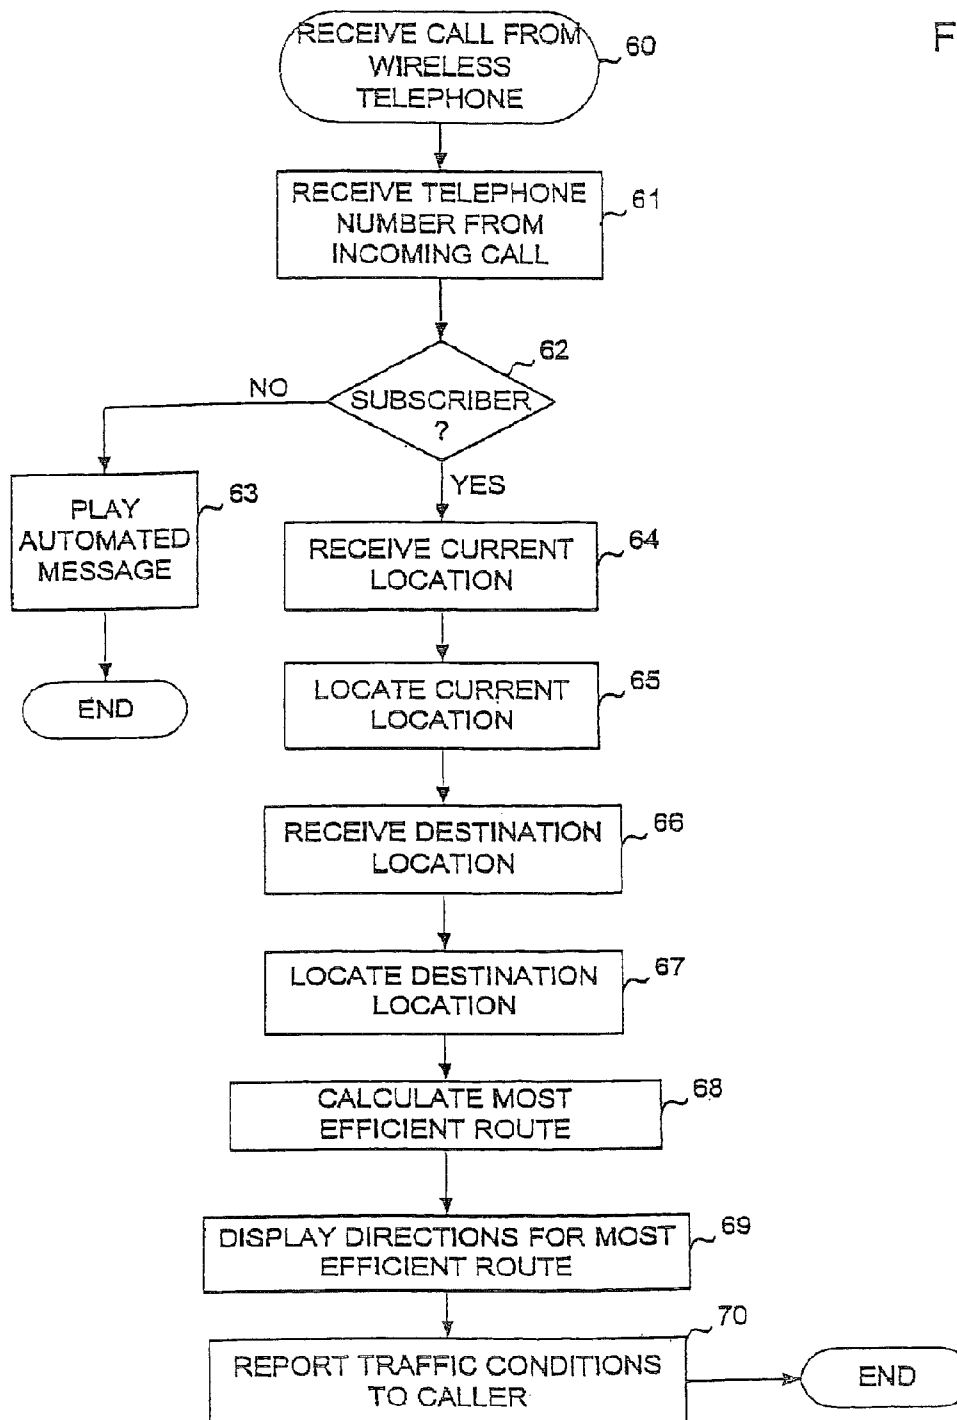 F
RECEIVE CALL FROM
WIRELESS
TELEPHONE
60
RECEIVE TELEPHONE
NUMBER FROM
INCOMING CALL
61
SUBSCRIBER
?
62
NO
YES
PLAY
AUTOMATED
MESSAGE
63
END
RECEIVE CURRENT
LOCATION
64
LOCATE CURRENT
LOCATION
65
RECEIVE DESTINATION
LOCATION
66
LOCATE DESTINATION
LOCATION
67
CALCULATE MOST
EFFICIENT ROUTE
68
DISPLAY DIRECTIONS FOR MOST
EFFICIENT ROUTE
69
REPORT TRAFFIC CONDITIONS
TO CALLER
70
END